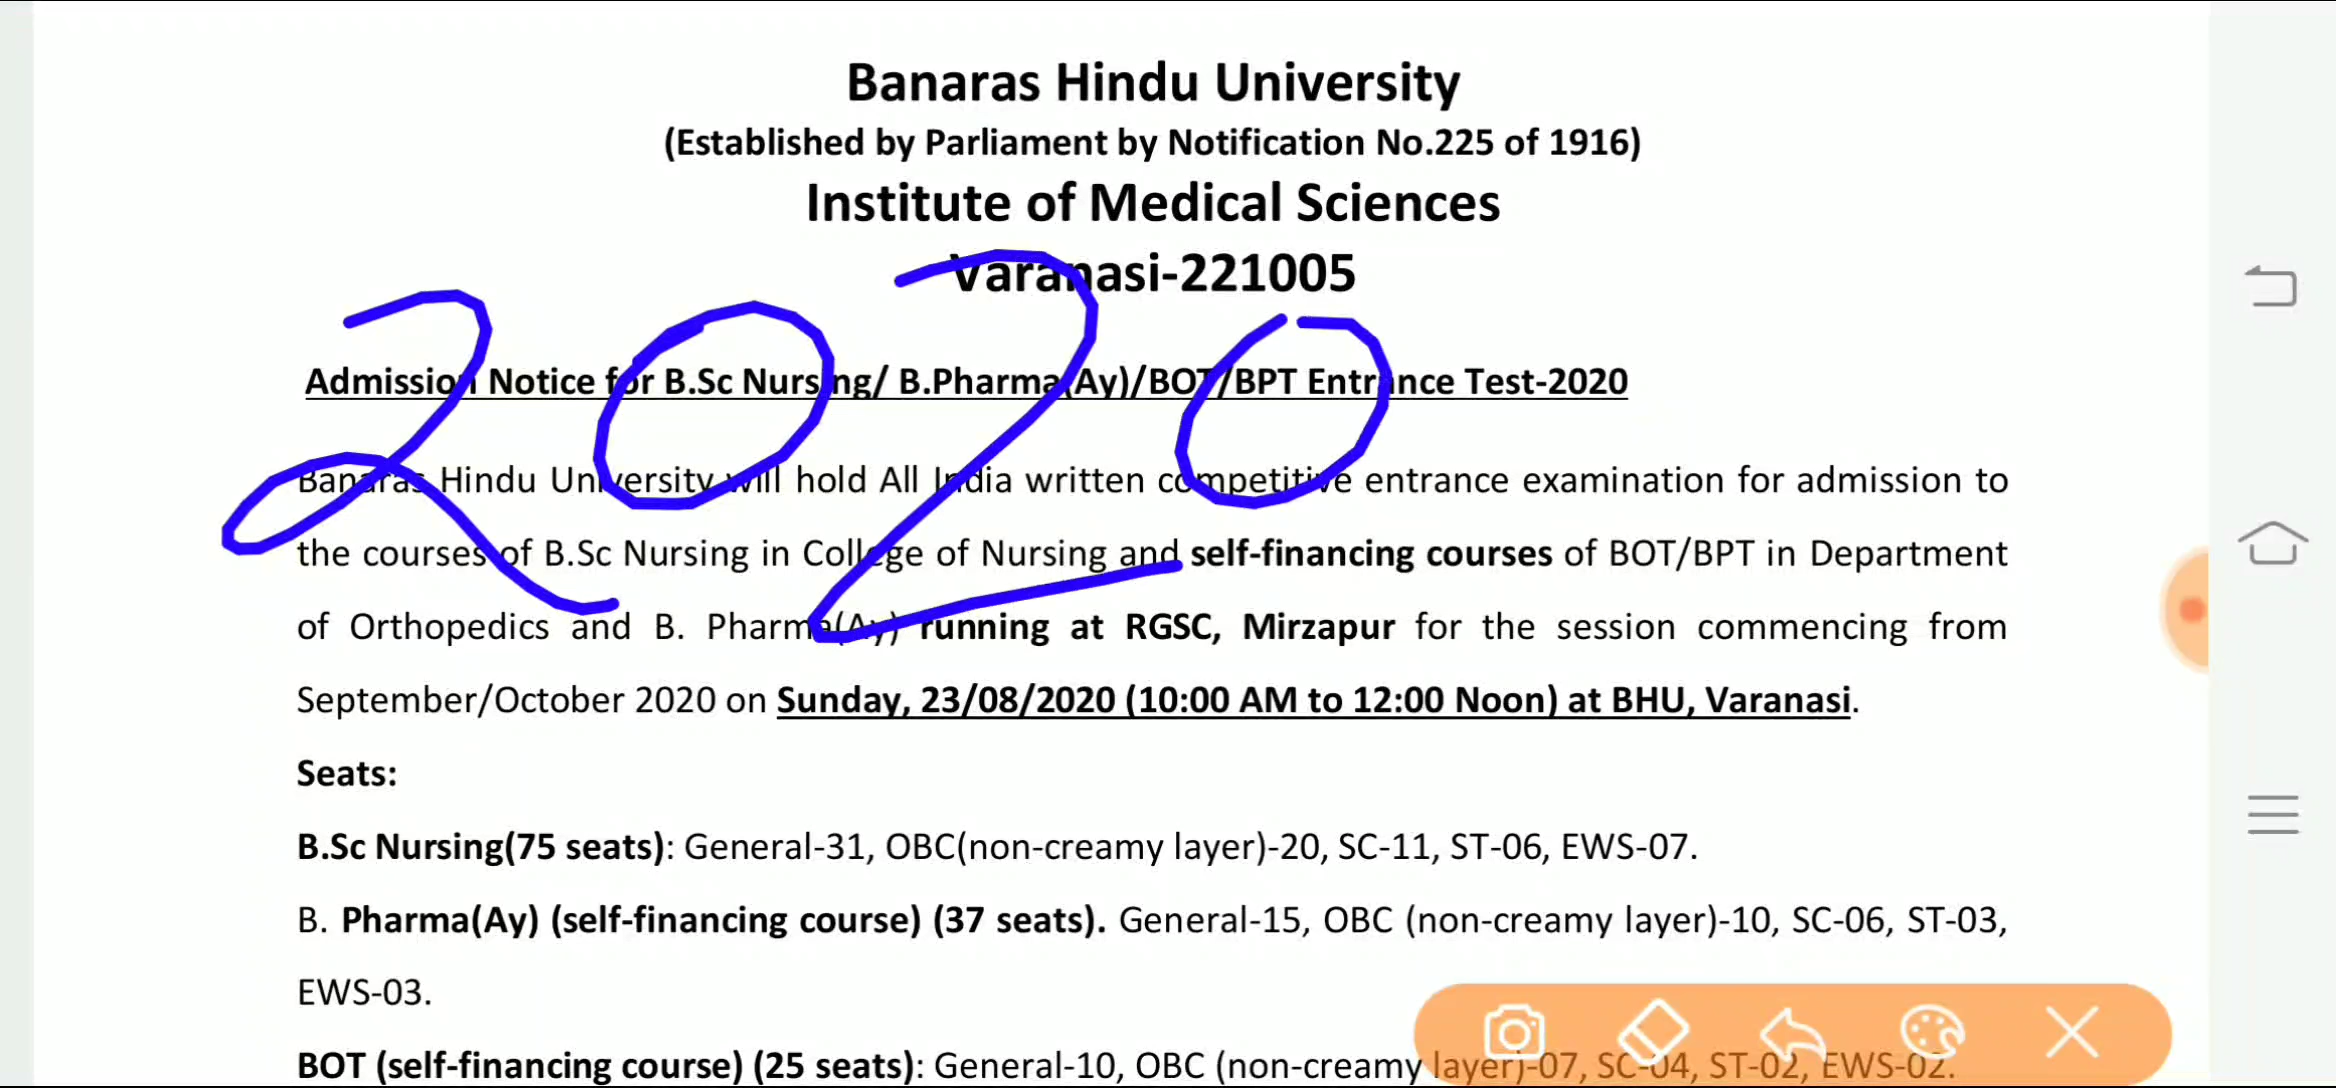 Banaras Hindu University
(Established by Parliament by Notification No.225 of 1916)
Institute of Medical Sciences
Varanasi-221005
Admission Notice for B.Sc Nursing/ B.Pharma(Ay)/BOT/BPT Entrance Test-2020
2020
Banaras Hindu University will hold All India written competitive entrance examination for admission to
the courses of B.Sc Nursing in College of Nursing and self-financing courses of BOT/BPT in Department
of Orthopedics and B. Pharma(Ay) running at RGSC, Mirzapur for the session commencing from
September/October 2020 on Sunday, 23/08/2020 (10:00 AM to 12:00 Noon) at BHU, Varanasi.
Seats:
B.Sc Nursing(75 seats): General-31, OBC(non-creamy layer)-20, SC-11, ST-06, EWS-07.
B. Pharma(Ay) (self-financing course) (37 seats). General-15, OBC (non-creamy layer)-10, SC-06, ST-03,
EWS-03.
BOT (self-financing course) (25 seats): General-10, OBC (non-creamy layer)-07, SC-04, ST-02, EWS-02.